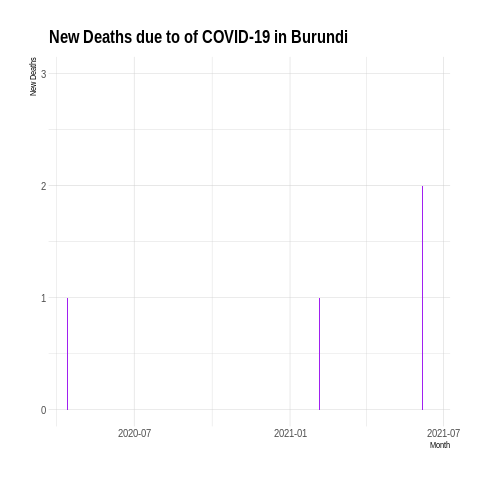 New Deaths due to of COVID-19 in Burundi
New Deaths
3
2
1
0
2020-07
2021-01
2021-07
Month